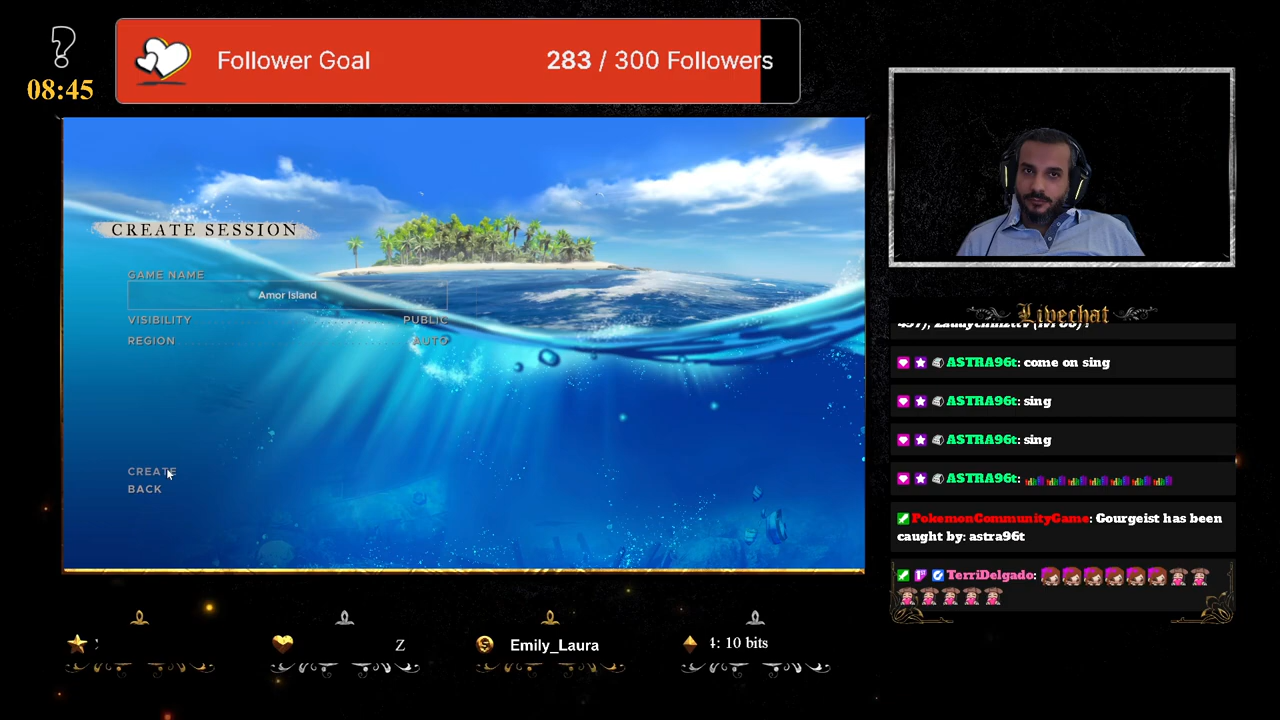 08:45
Follower Goal
283 / 300 Followers
CREATE SESSION
GAME NAME
Amor Island
VISIBILITY PUBLIC
REGION AUTO
CREATE
BACK
Livechat
ASTRA96t: come on sing
ASTRA96t: sing
ASTRA96t: sing
ASTRA96t:
PokemonCommunityGame: Gourgeist has been
caught by: astra96t
TerriDelgado:
Z
Emily_Laura
4: 10 bits